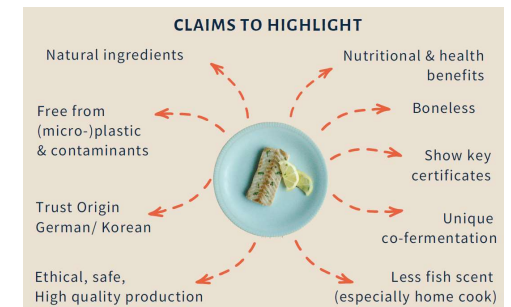 CLAIMS TO HIGHLIGHT
Natural ingredients
Free from
(micro-)plastic
& contaminants
Trust Origin
German/ Korean
Ethical, safe,
High quality production
Nutritional & health
benefits
Boneless
Show key
certificates
Unique
co-fermentation
Less fish scent
(especially home cook)